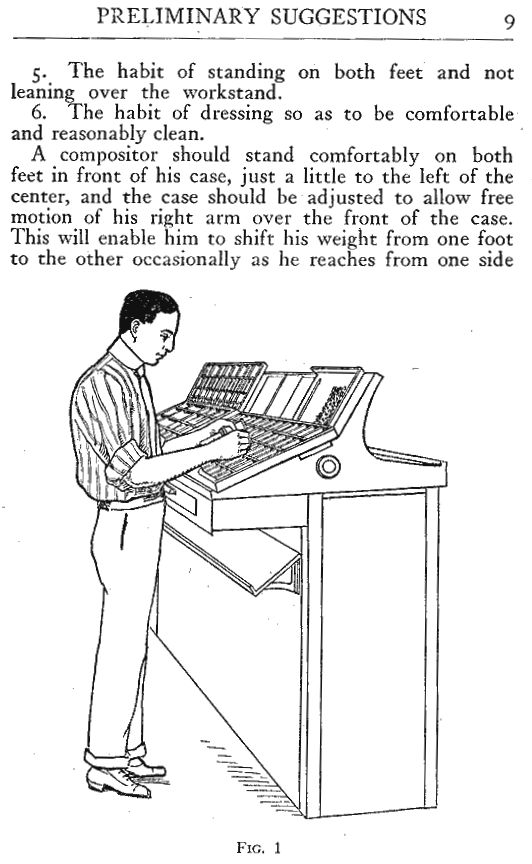 PRELIMINARY SUGGESTIONS 9
5. The habit of standing on both feet and not
leaning over the workstand.
6. The habit of dressing so as to be comfortable
and reasonably clean.
A compositor should stand comfortably on both
feet in front of his case, just a little to the left of the
center, and the case should be adjusted to allow free
motion of his right arm over the front of the case.
This will enable him to shift his weight from one foot
to the other occasionally as he reaches from one side
FIG. 1